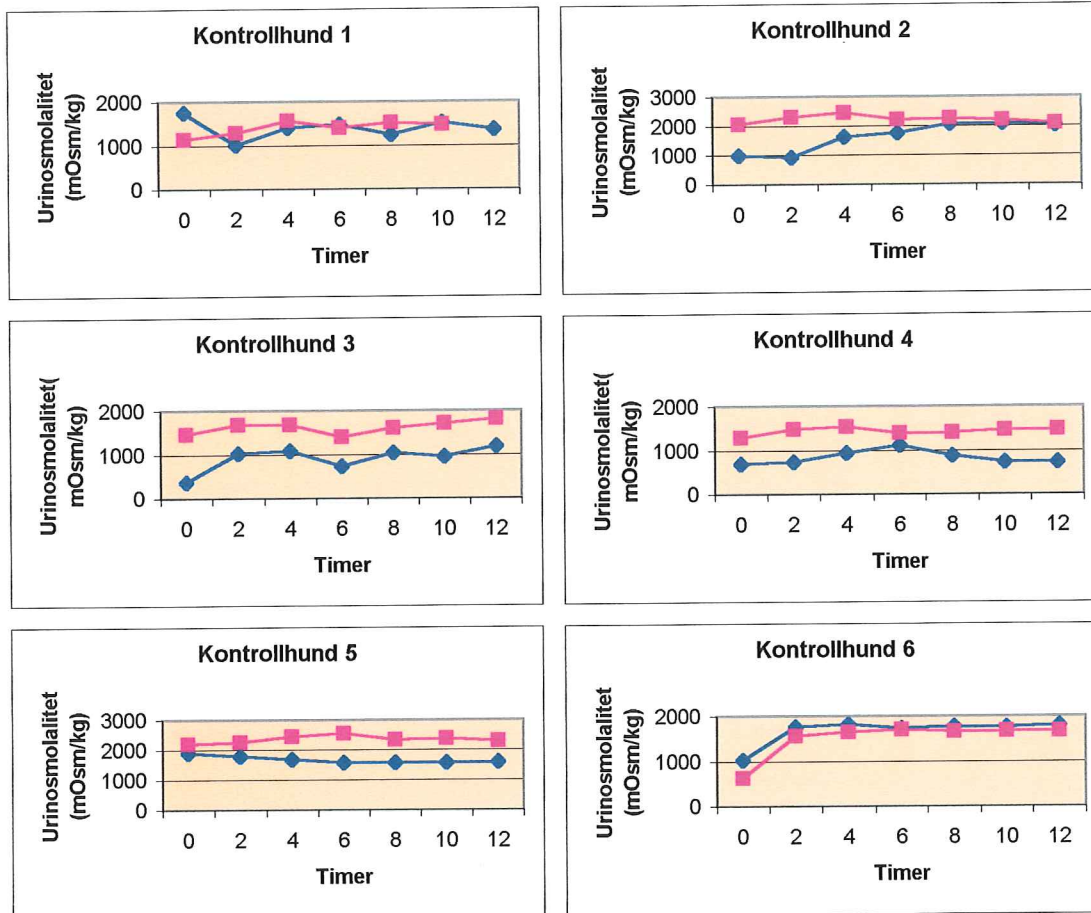 Kontrollhund 1
Urinosmolalitet
(mOsm/kg)
2000
1000
0
0 2 4 6 8 10 12
Timer
Kontrollhund 2
Urinosmolalitet
(mOsm/kg)
3000
2000
1000
0
0 2 4 6 8 10 12
Timer
Kontrollhund 3
Urinosmolalitet(
mOsm/kg)
2000
1000
0
0 2 4 6 8 10 12
Timer
Kontrollhund 4
Urinosmolalitet(
mOsm/kg)
2000
1000
0
0 2 4 6 8 10 12
Timer
Kontrollhund 5
Urinosmolalitet
(mOsm/kg)
3000
2000
1000
0
0 2 4 6 8 10 12
Timer
Kontrollhund 6
Urinosmolalitet
(mOsm/kg)
2000
1000
0
0 2 4 6 8 10 12
Timer